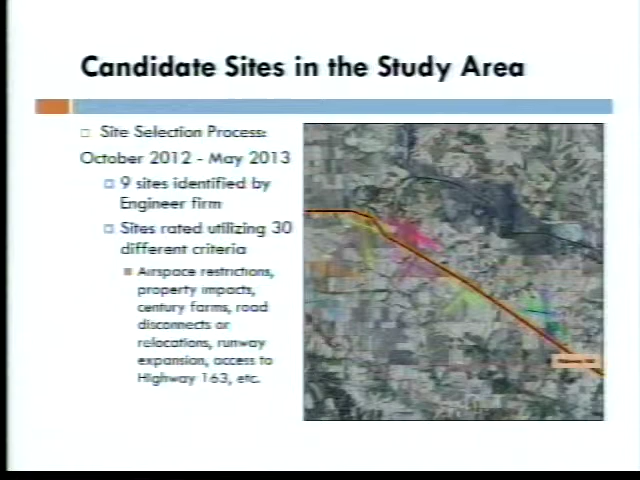 Candidate Sites in the Study Area
Site Selection Process:
October 2012 - May 2013
9 sites identified by
Engineer firm
Sites rated utilizing 30
different criteria
Airspace restrictions,
property impacts,
century farms, road
disconnects or
relocations, runway
expansion, access to
Highway 163, etc.